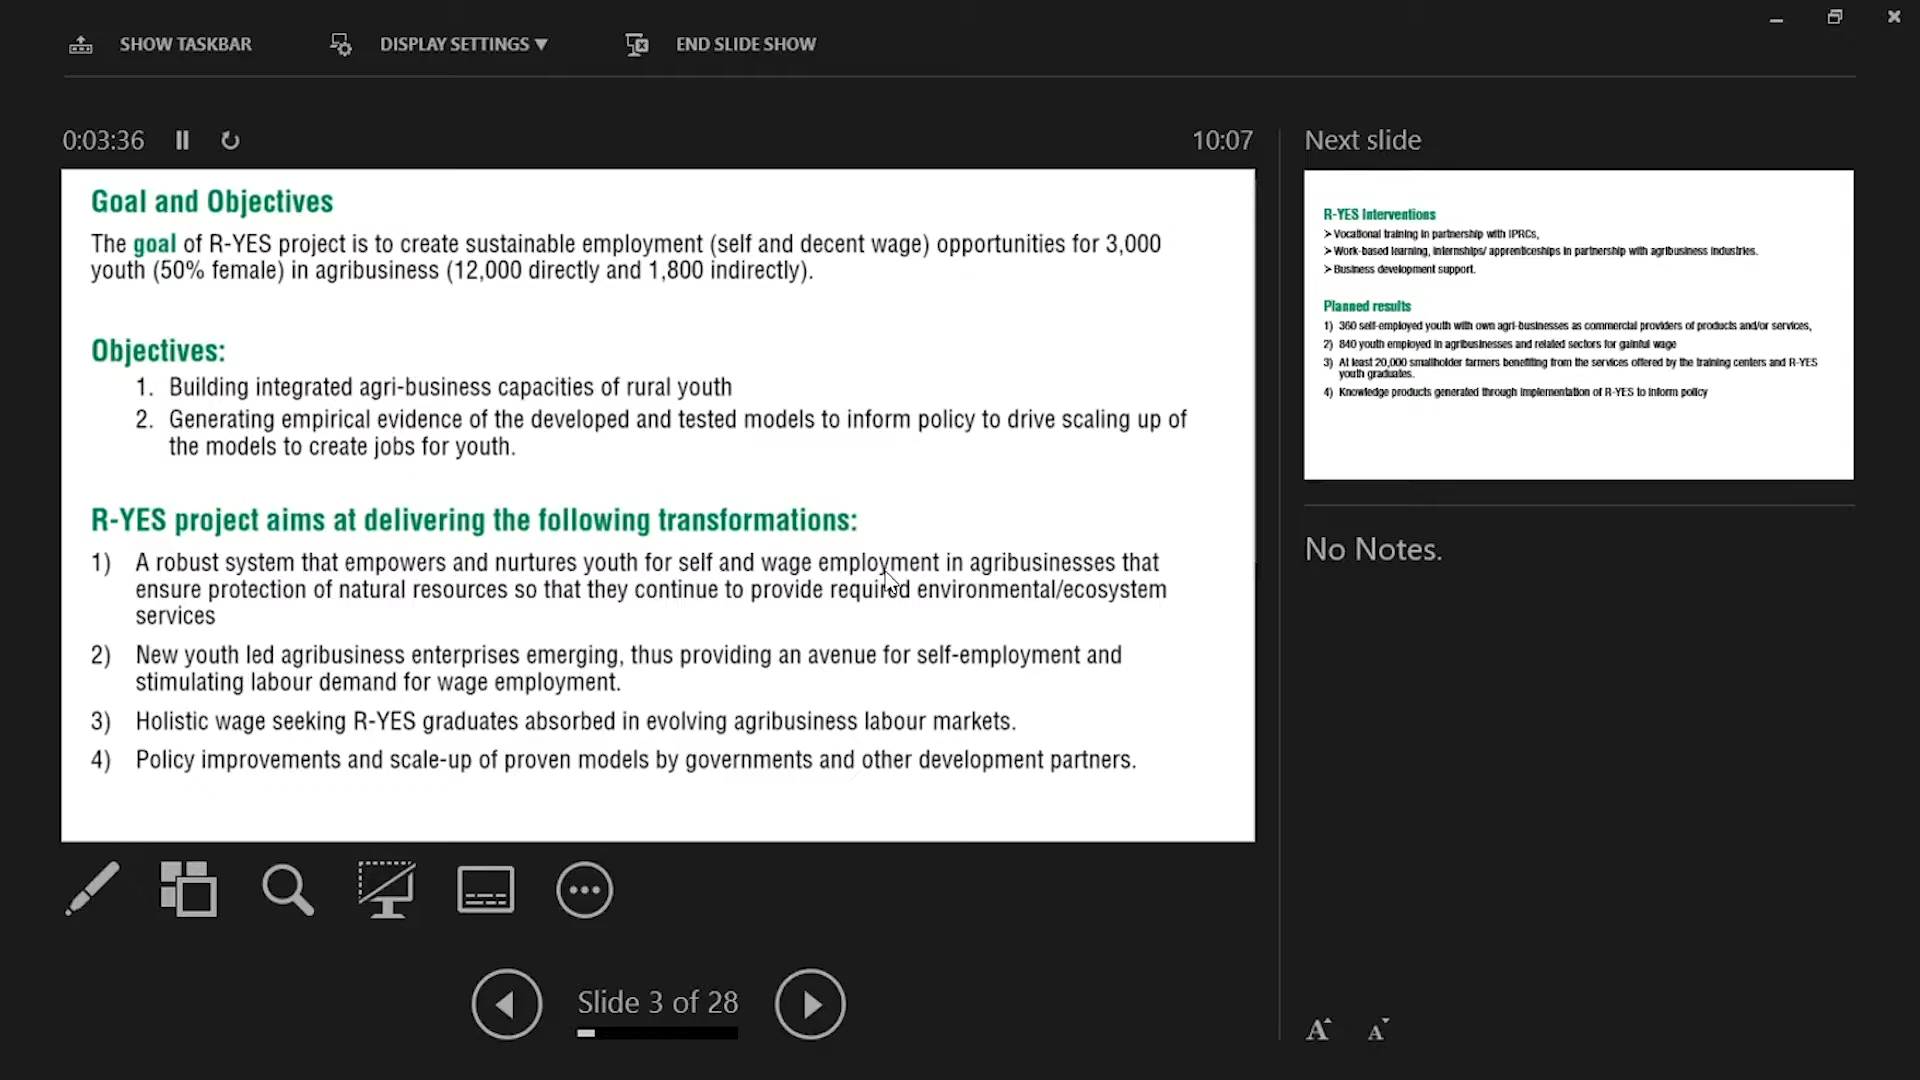 SHOW TASKBAR
DISPLAY SETTINGS ▼
END SLIDE SHOW
0:03:36
10:07
Goal and Objectives
The goal of R-YES project is to create sustainable employment (self and decent wage) opportunities for 3,000
youth (50% female) in agribusiness (12,000 directly and 1,800 indirectly).
Objectives:
1. Building integrated agri-business capacities of rural youth
2. Generating empirical evidence of the developed and tested models to inform policy to drive scaling up of
the models to create jobs for youth.
R-YES project aims at delivering the following transformations:
1) A robust system that empowers and nurtures youth for self and wage employment in agribusinesses that
ensure protection of natural resources so that they continue to provide required environmental/ecosystem
services
2) New youth led agribusiness enterprises emerging, thus providing an avenue for self-employment and
stimulating labour demand for wage employment.
3) Holistic wage seeking R-YES graduates absorbed in evolving agribusiness labour markets.
4) Policy improvements and scale-up of proven models by governments and other development partners.
Slide 3 of 28
Next slide
R-YES Interventions
➢ Vocational training in partnership with IPRCs,
➢ Work-based learning, internships/ apprenticeships in partnership with agribusiness industries.
➢ Business development support.
Planned results
1) 360 self-employed youth with own agri-businesses as commercial providers of products and/or services,
2) 840 youth employed in agribusinesses and related sectors for gainful wage
3) At least 20,000 smallholder farmers benefiting from the services offered by the training centers and R-YES
youth graduates.
4) Knowledge products generated through implementation of R-YES to inform policy
No Notes.
A A